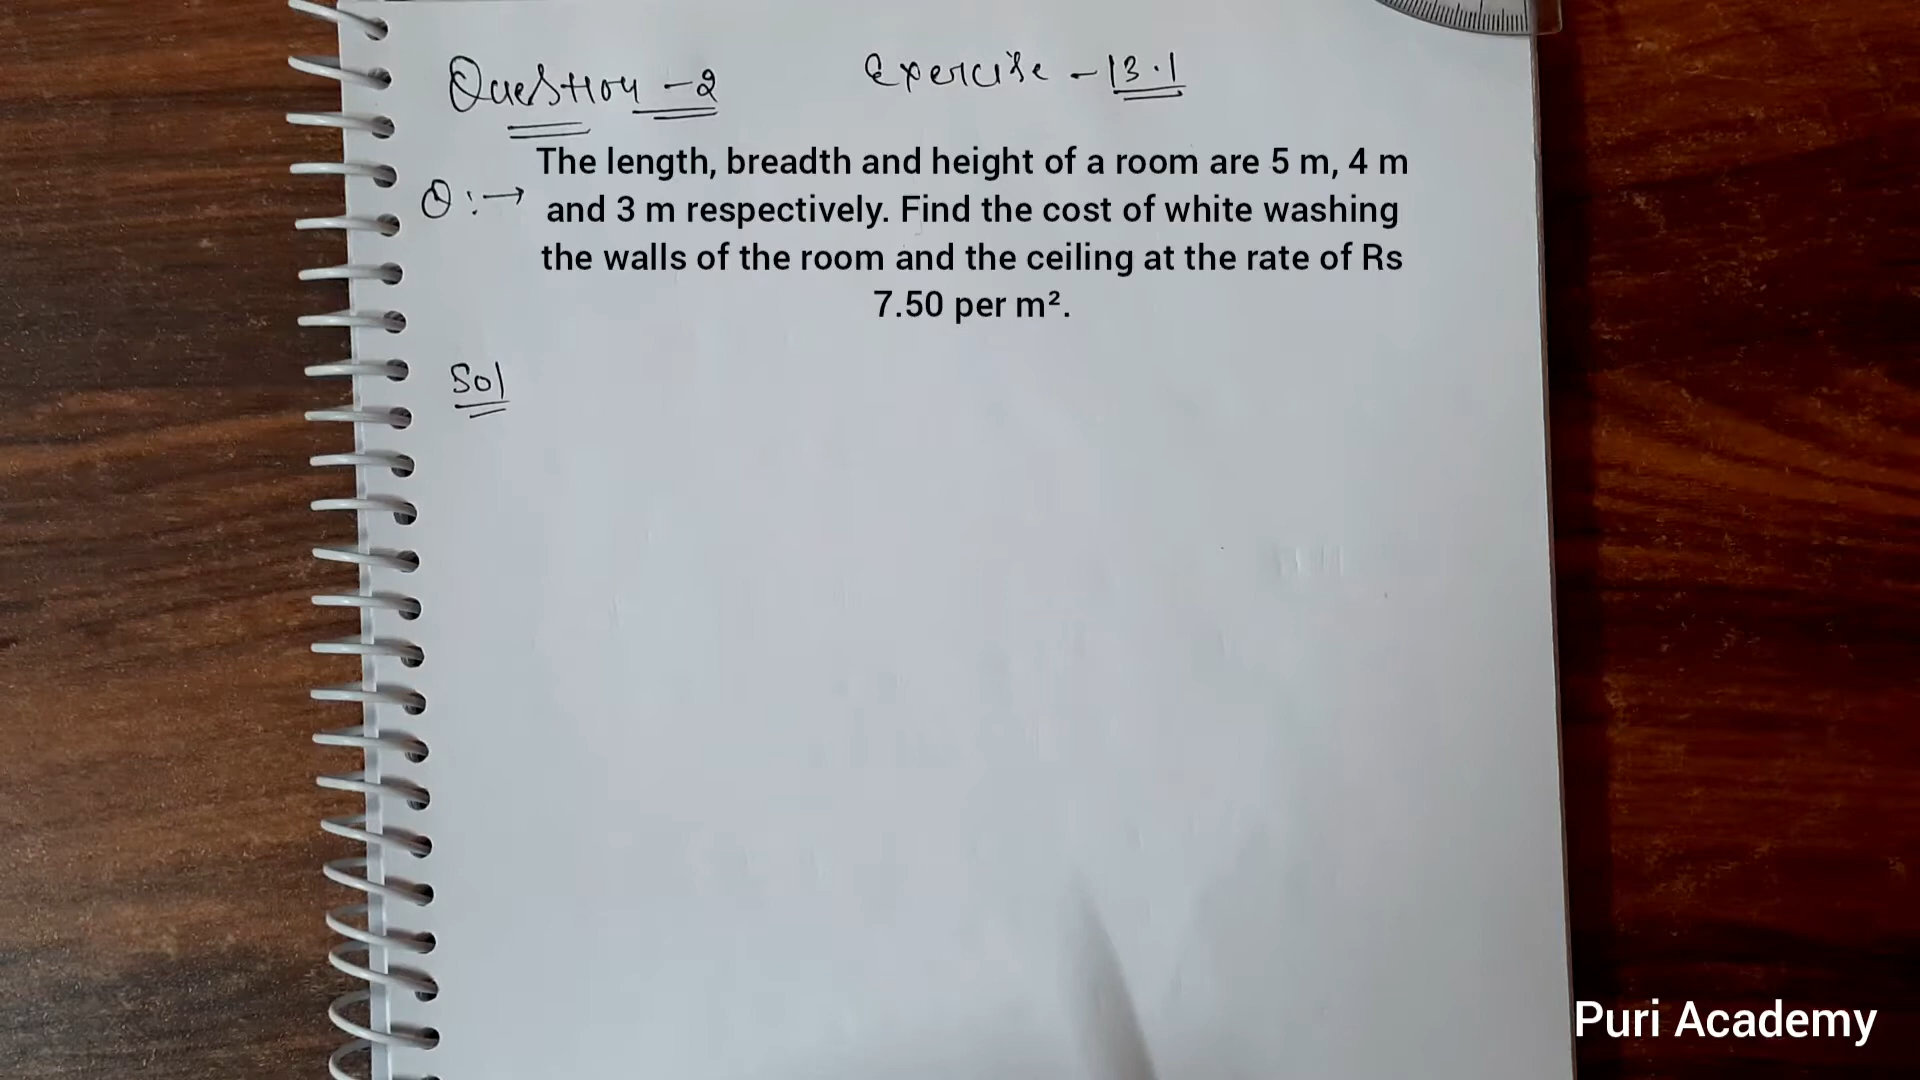 Question - 2 Exercise - 13.1
The length, breadth and height of a room are 5 m, 4 m
Q :→ and 3 m respectively. Find the cost of white washing
the walls of the room and the ceiling at the rate of Rs
7.50 per m².
Sol
Puri Academy